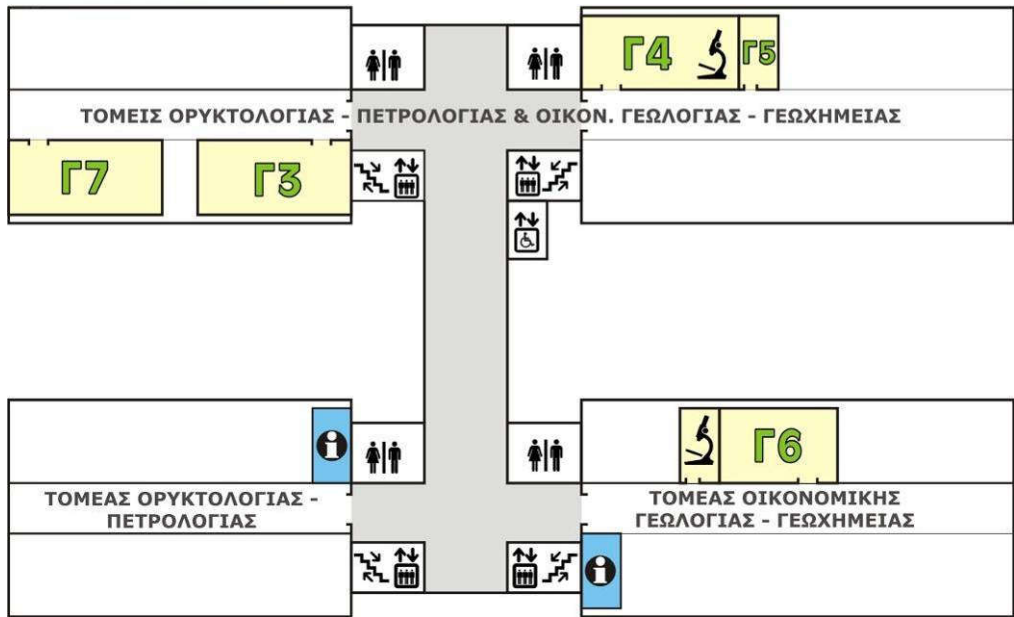 Γ4
Γ5
ΤΟΜΕΙΣ ΟΡΥΚΤΟΛΟΓΙΑΣ - ΠΕΤΡΟΛΟΓΙΑΣ & ΟΙΚΟΝ. ΓΕΩΛΟΓΙΑΣ - ΓΕΩΧΗΜΕΙΑΣ
Γ7
Γ3
Γ6
ΤΟΜΕΑΣ ΟΡΥΚΤΟΛΟΓΙΑΣ -
ΠΕΤΡΟΛΟΓΙΑΣ
ΤΟΜΕΑΣ ΟΙΚΟΝΟΜΙΚΗΣ
ΓΕΩΛΟΓΙΑΣ - ΓΕΩΧΗΜΕΙΑΣ